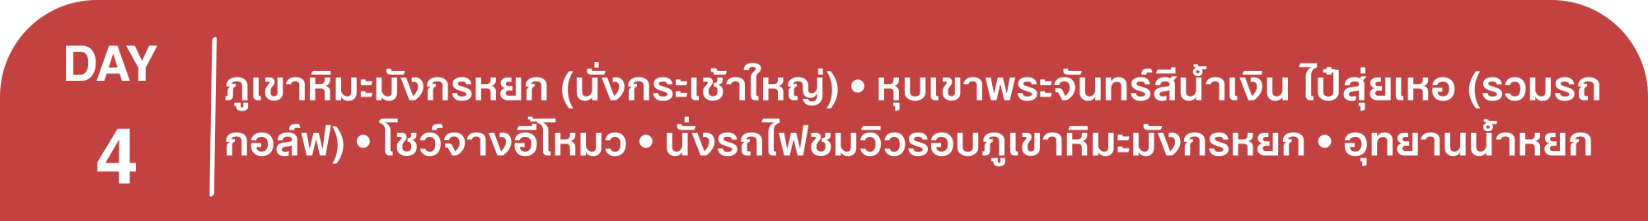 DAY
4
ภูเขาหิมะมังกรหยก (นั่งกระเช้าใหญ่) • หุบเขาพระจันทร์สีน้ำเงิน ไป๋สุ่ยเหอ (รวมรถ
กอล์ฟ) • โชว์จางอี้โหมว • นั่งรถไฟชมวิวรอบภูเขาหิมะมังกรหยก • อุทยานน้ำหยก